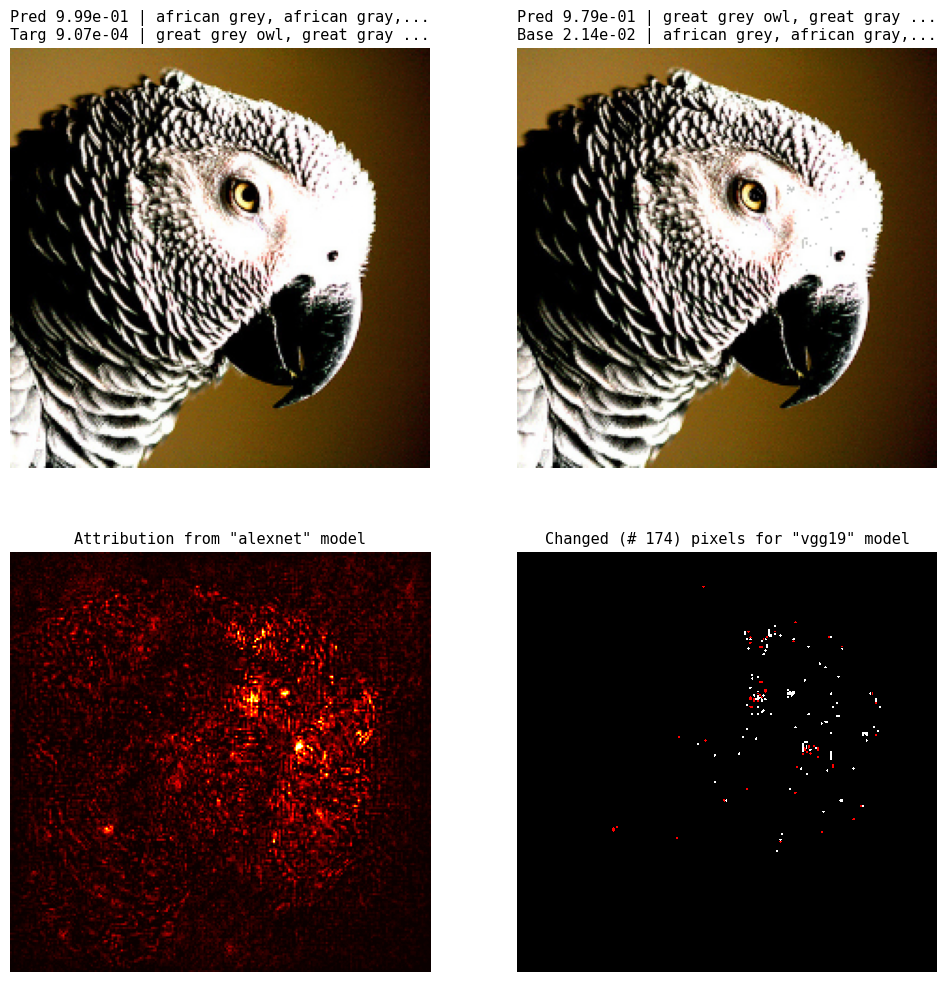 Pred 9.99e-01 | african grey, african gray,...
Targ 9.07e-04 | great grey owl, great gray ...
Pred 9.79e-01 | great grey owl, great gray ...
Base 2.14e-02 | african grey, african gray,...
Attribution from "alexnet" model
Changed (# 174) pixels for "vgg19" model